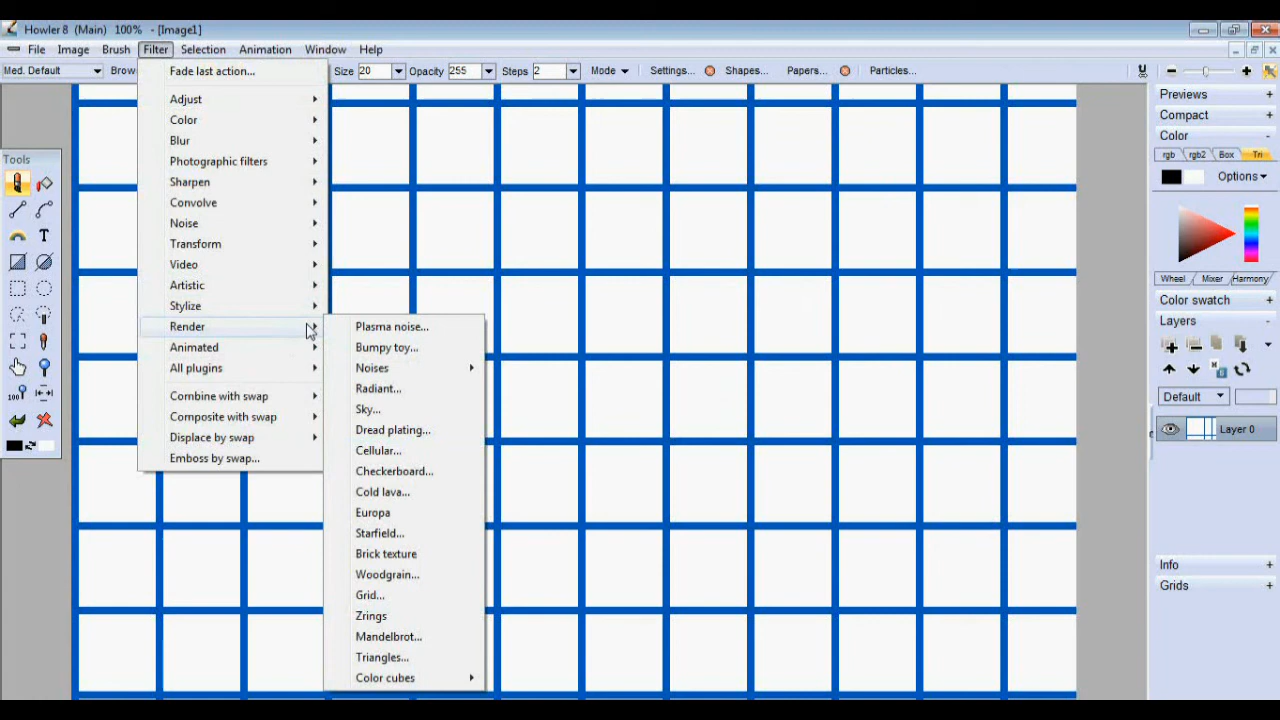 Howler 8 (Main) 100% - [Image1]
File Image Brush Filter Selection Animation Window Help
Med. Default Brow Size 20 Opacity 255 Steps 2 Mode Settings... Shapes... Papers... Particles...
Fade last action...
Adjust
Color
Blur
Photographic filters
Sharpen
Convolve
Noise
Transform
Video
Artistic
Stylize
Render
Animated
All plugins
Combine with swap
Composite with swap
Displace by swap
Emboss by swap...
Plasma noise...
Bumpy toy...
Noises
Radiant...
Sky...
Dread plating...
Cellular...
Checkerboard...
Cold lava...
Europa
Starfield...
Brick texture
Woodgrain...
Grid...
Zrings
Mandelbrot...
Triangles...
Color cubes
Tools
T
100%
Previews +
Compact +
Color -
rgb rgb2 Box Tri
Options
Wheel Mixer Harmony
Color swatch +
Layers -
Default
Layer 0
Info +
Grids +